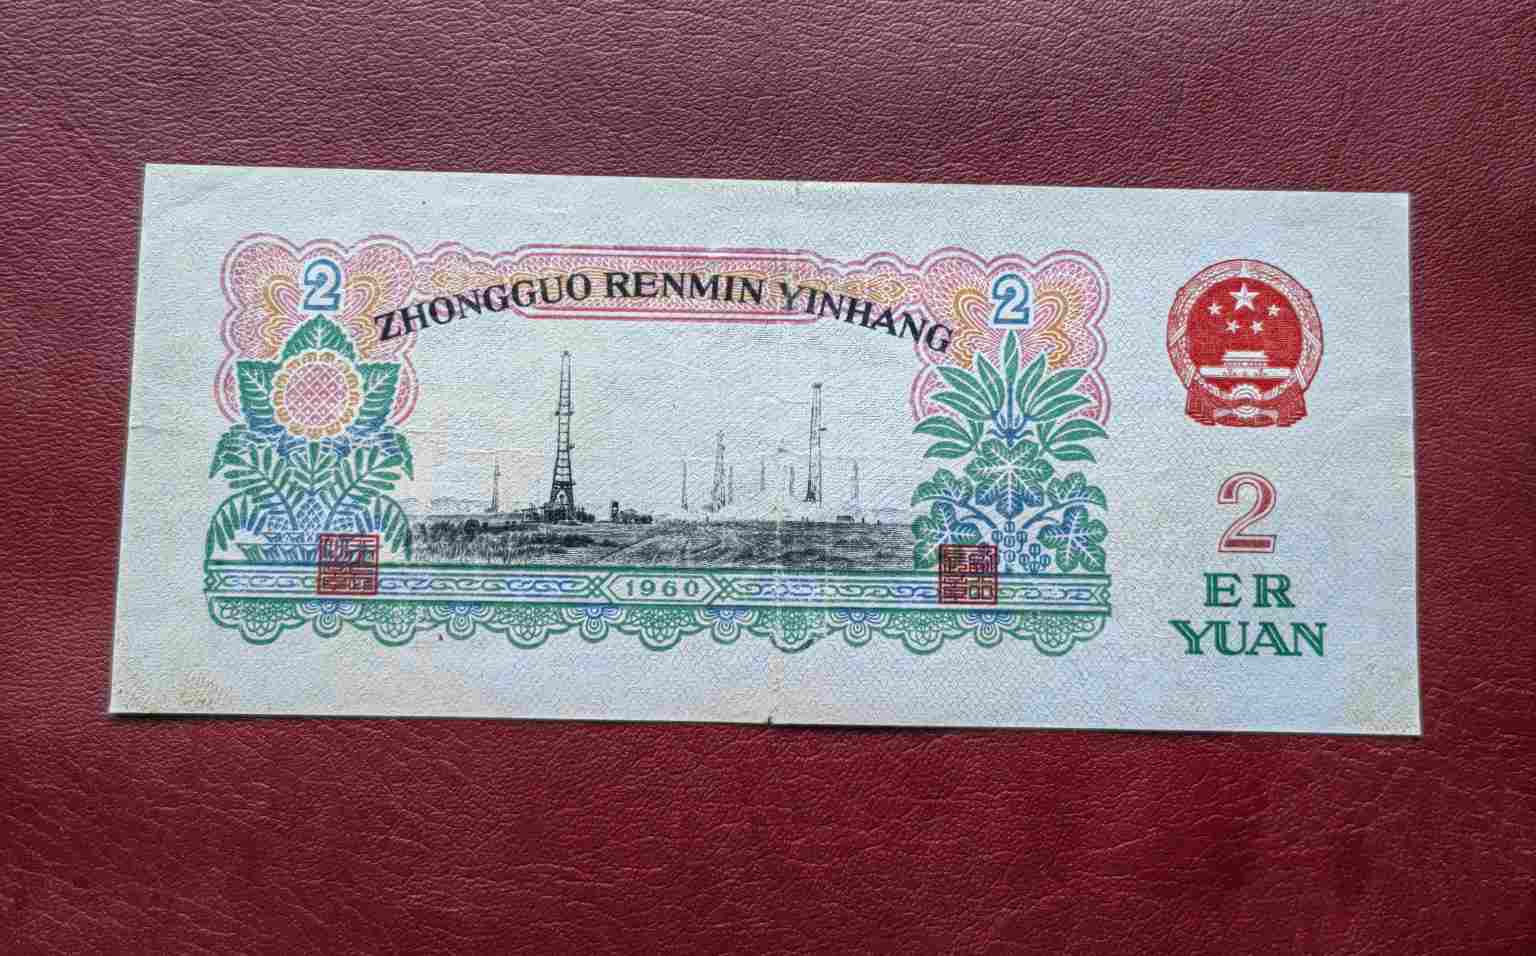 2
2
ZHONGGUO RENMIN YINHANG
1960
2
ER
YUAN